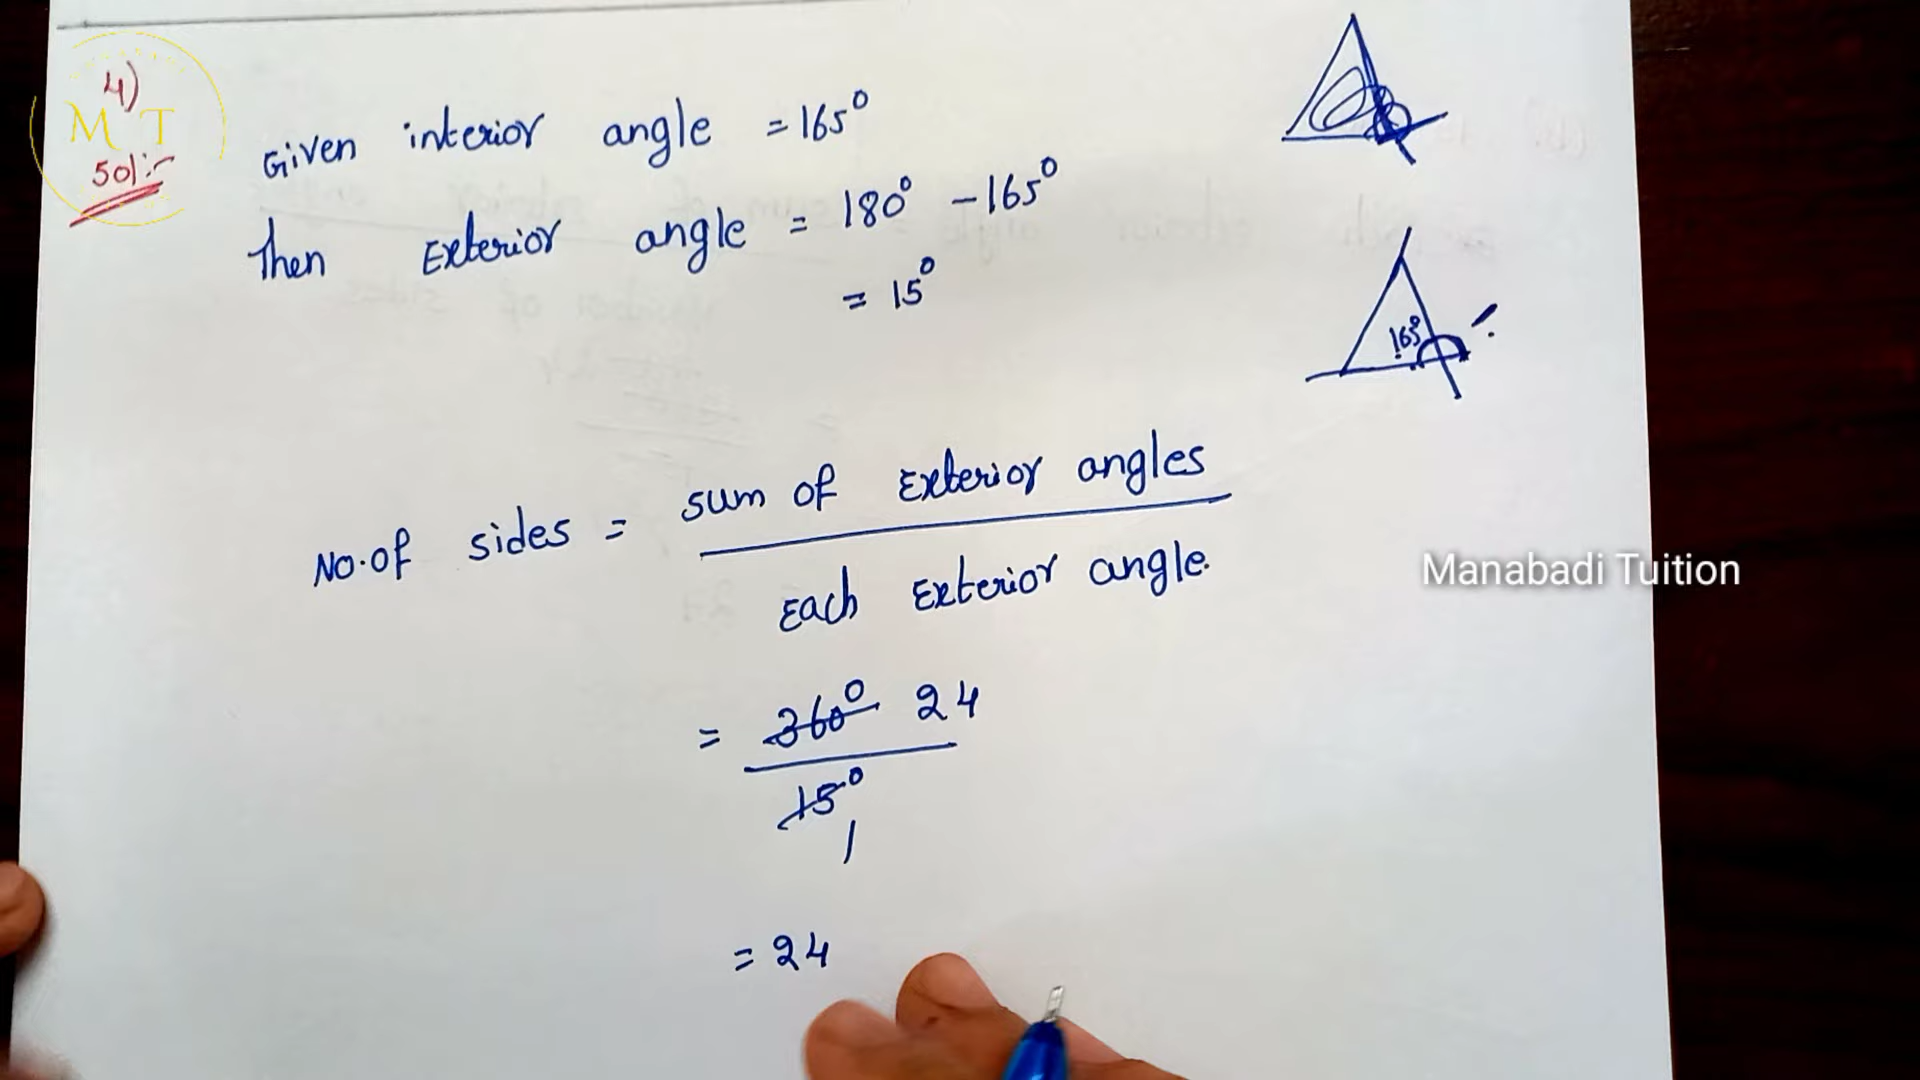 4)
M T
Sol:-
Given interior angle = 165°
Then Exterior angle = 180° - 165°
= 15°
165°
No.of sides = sum of Exterior angles
Each Exterior angle.
= 360° 24
15°
1
= 24
Manabadi Tuition